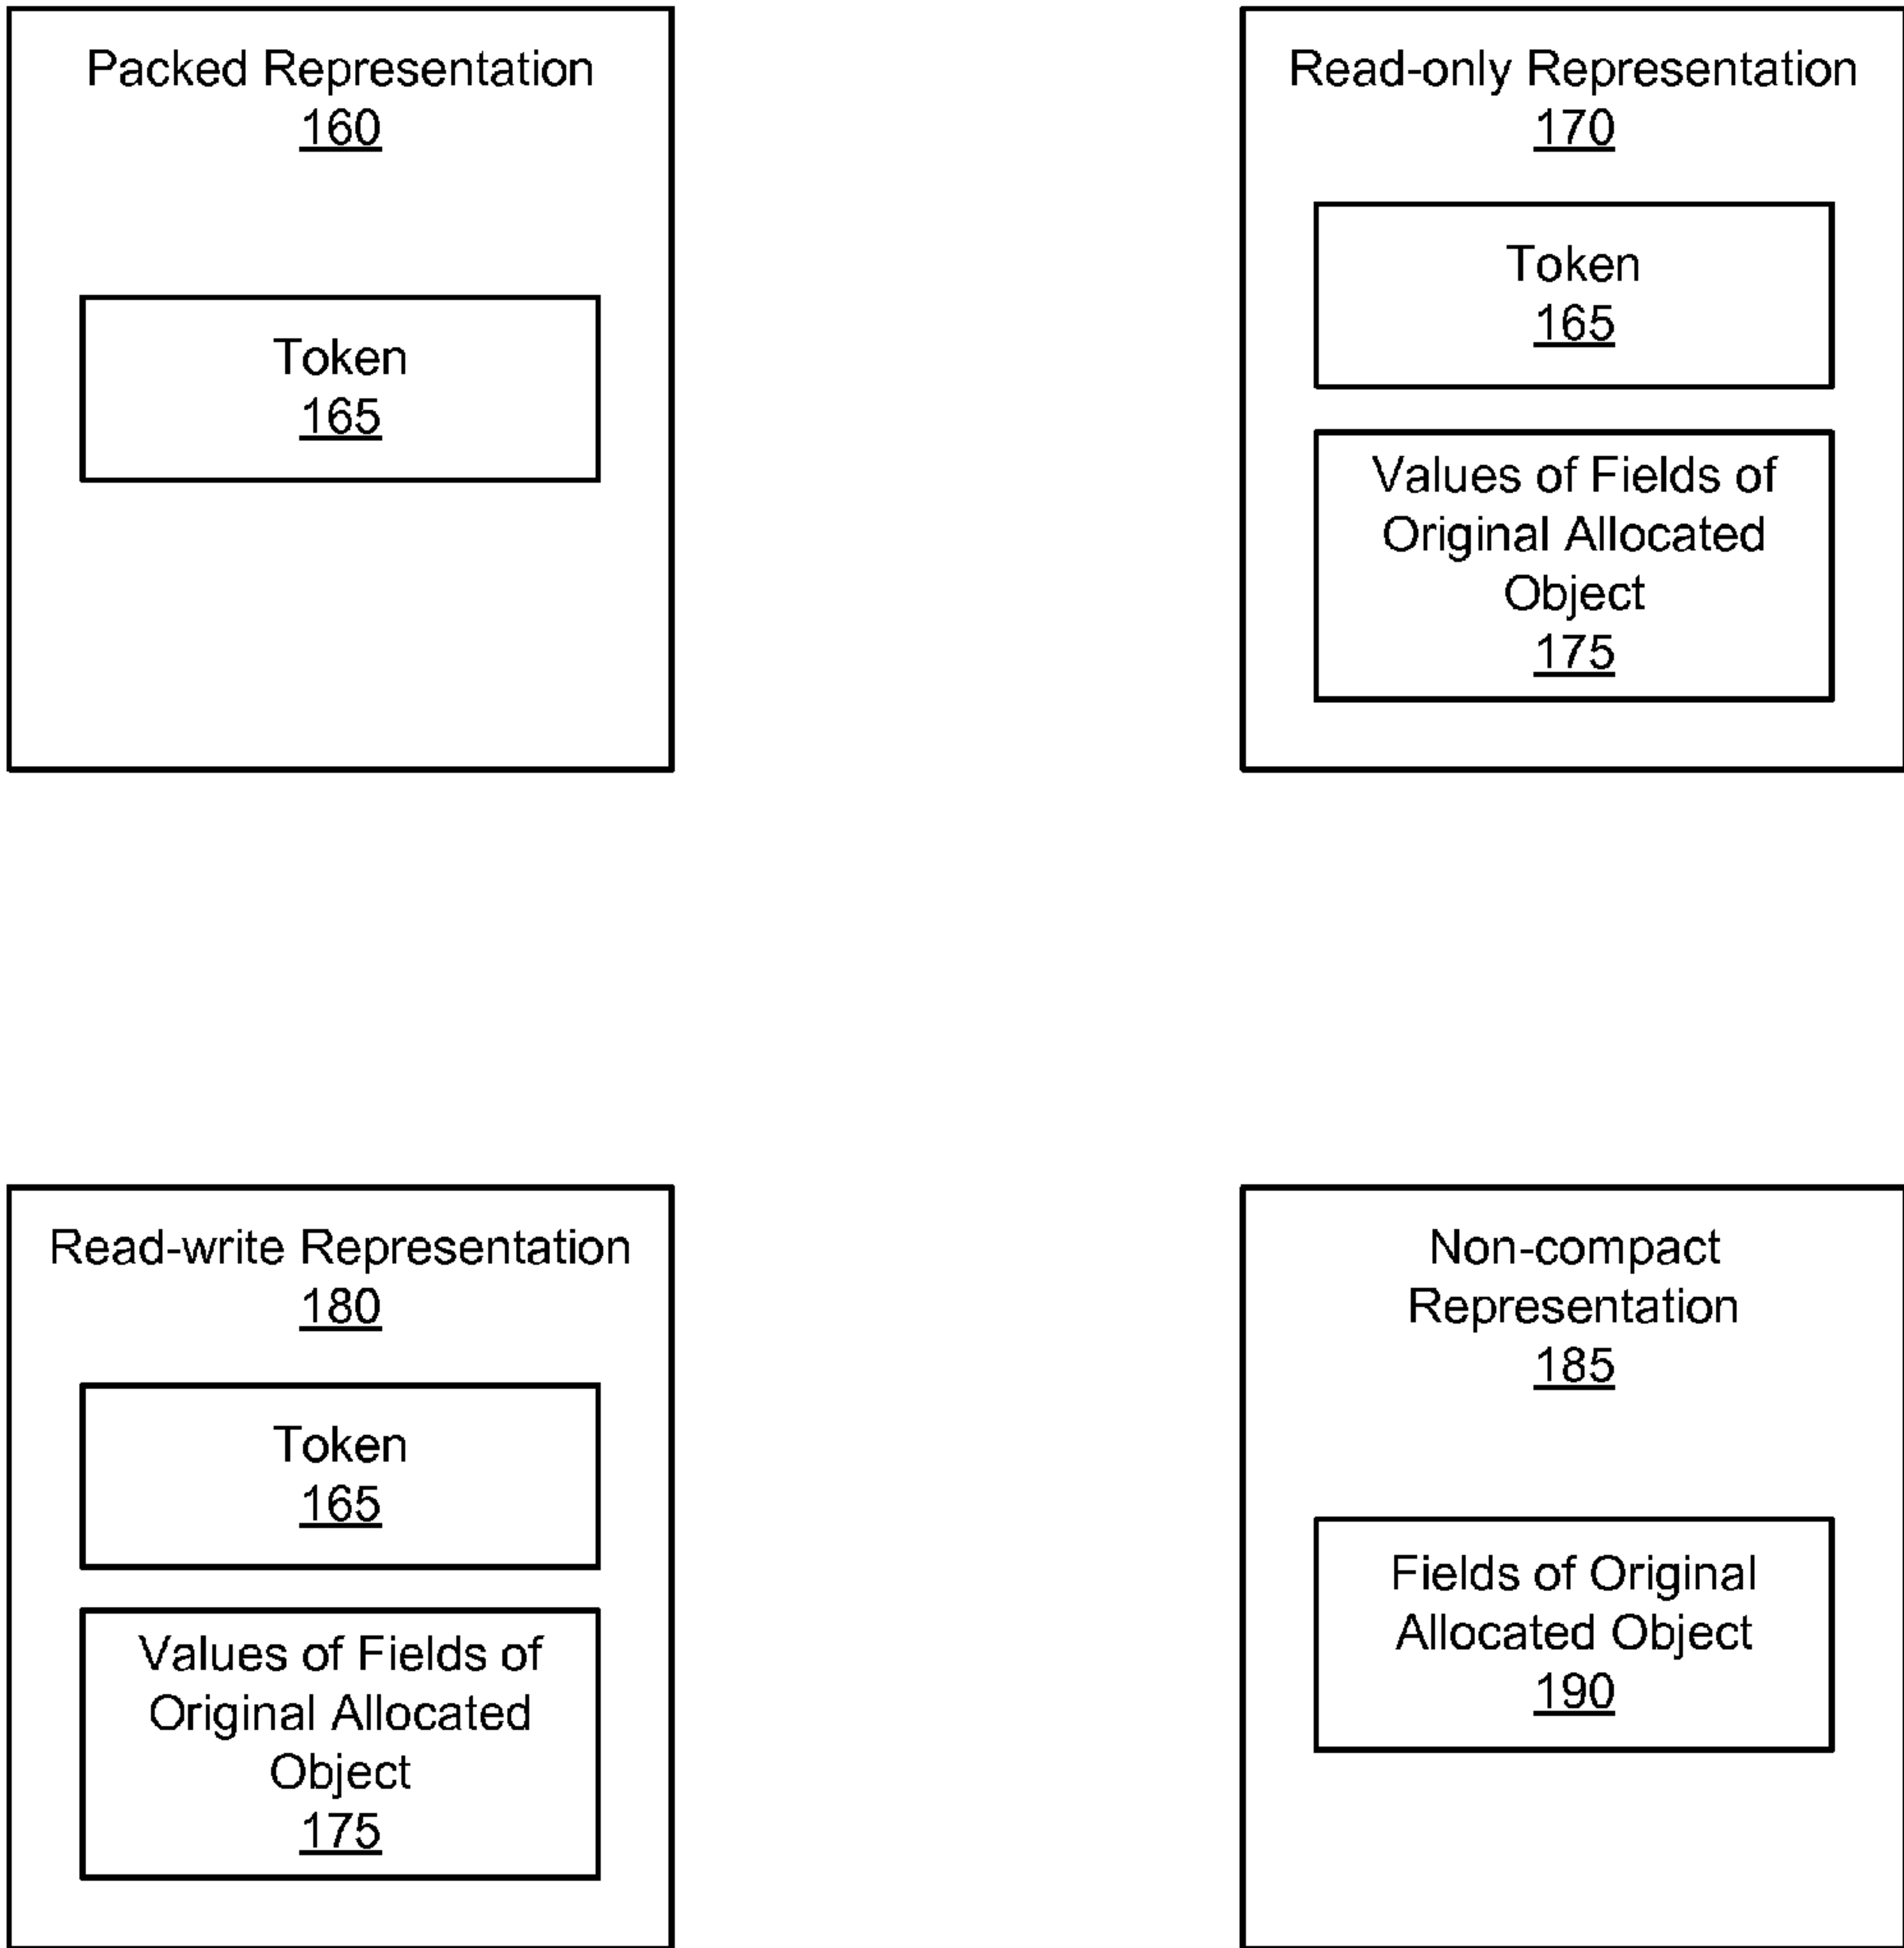 Packed Representation
160
Token
165
Read-only Representation
170
Token
165
Values of Fields of
Original Allocated
Object
175
Read-write Representation
180
Token
165
Values of Fields of
Original Allocated
Object
175
Non-compact
Representation
185
Fields of Original
Allocated Object
190